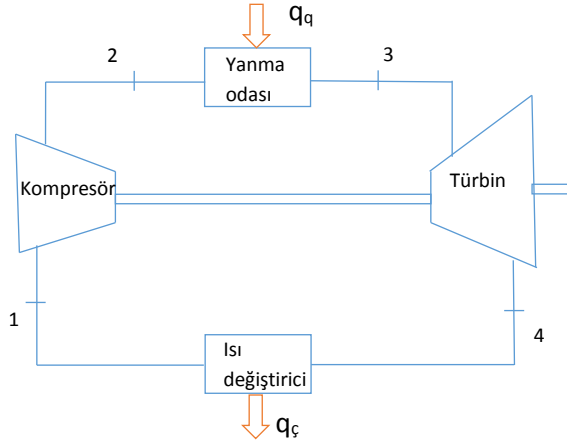 q_q
2
3
Yanma
odası
Kompresör
Türbin
1
4
Isı
değiştirici
q_ç